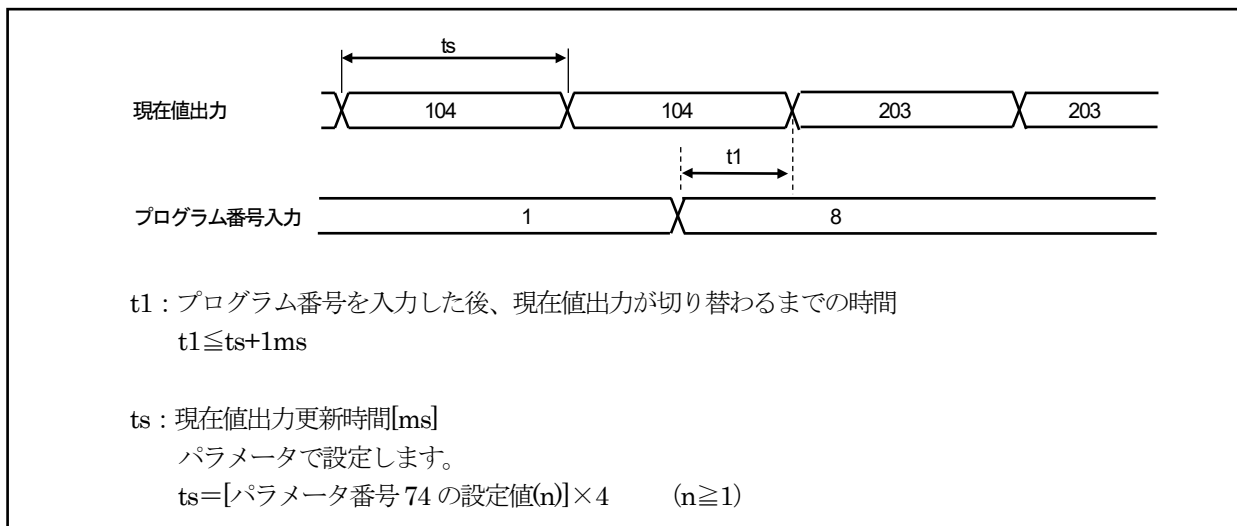 ts
現在値出力 104 104 203 203
t1
プログラム番号入力 1 8
t1：プログラム番号を入力した後、現在値出力が切り替わるまでの時間
t1≦ts+1ms
ts：現在値出力更新時間[ms]
パラメータで設定します。
ts＝[パラメータ番号 74 の設定値(n)]×4 (n≧1)